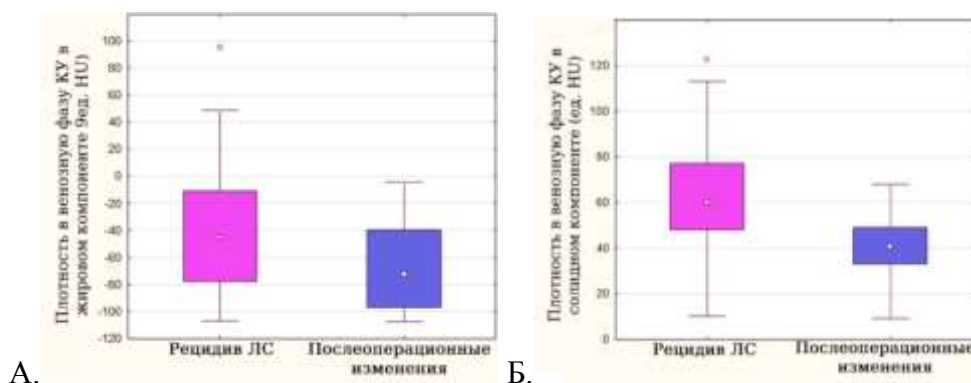 Плотность в венозную фазу КУ в
жировом компоненте 9ед. HU)
100
80
60
40
20
0
-20
-40
-60
-80
-100
-120
Рецидив ЛС
Послеоперационные
изменения
А.
Плотность в венозную фазу КУ в
солидном компоненте (ед. HU)
120
100
80
60
40
20
0
Рецидив ЛС
Послеоперационные
изменения
Б.